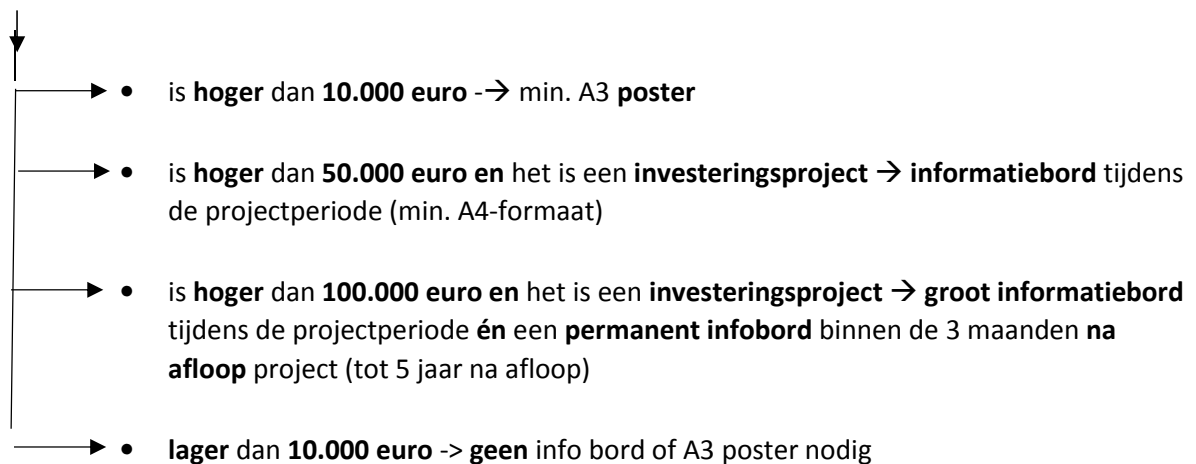 • is hoger dan 10.000 euro -→ min. A3 poster
• is hoger dan 50.000 euro en het is een investeringsproject → informatiebord tijdens
de projectperiode (min. A4-formaat)
• is hoger dan 100.000 euro en het is een investeringsproject → groot informatiebord
tijdens de projectperiode én een permanent infobord binnen de 3 maanden na
afloop project (tot 5 jaar na afloop)
• lager dan 10.000 euro -> geen info bord of A3 poster nodig